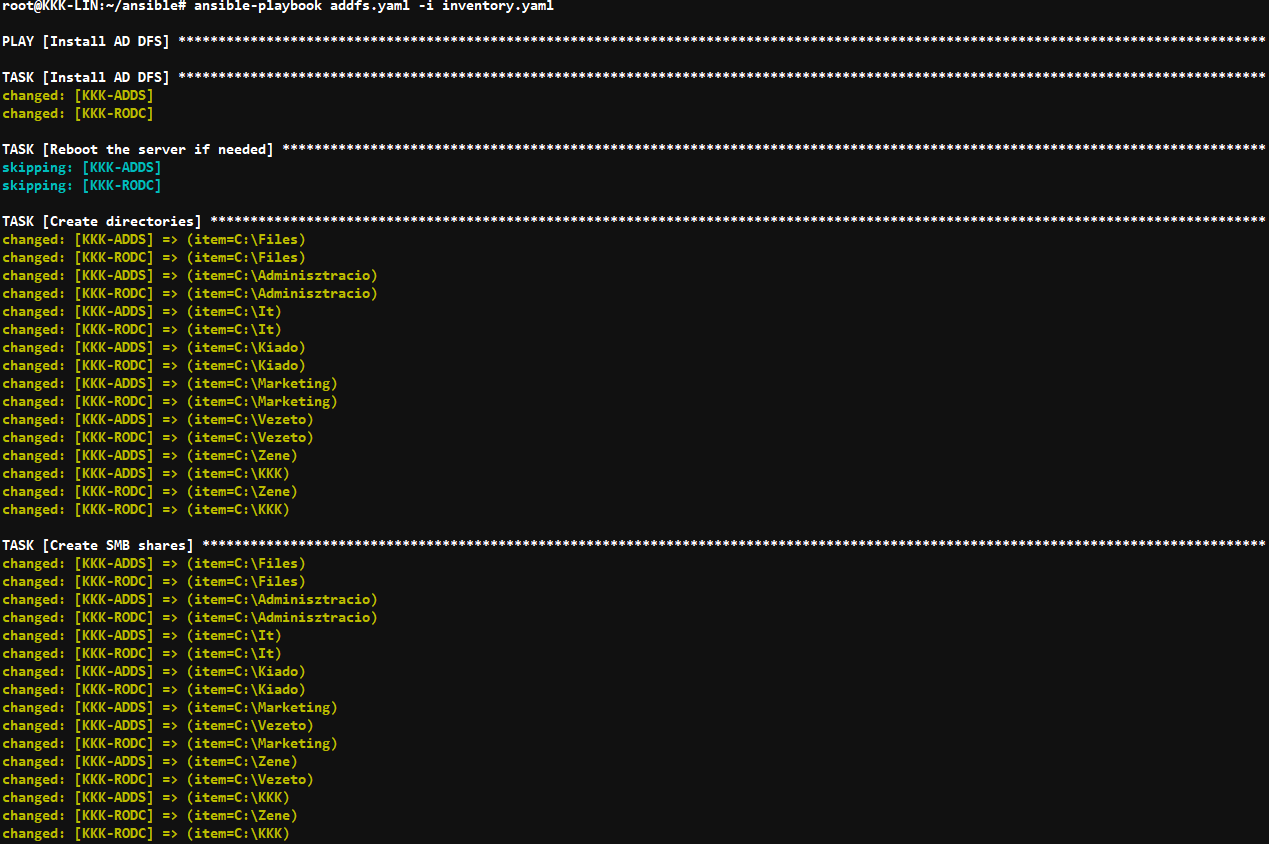 root@KKK-LIN:~/ansible# ansible-playbook addfs.yaml -i inventory.yaml
PLAY [Install AD DFS] ****************************************************************************************************************************************
TASK [Install AD DFS] ****************************************************************************************************************************************
changed: [KKK-ADDS]
changed: [KKK-RODC]
TASK [Reboot the server if needed] ***************************************************************************************************************************
skipping: [KKK-ADDS]
skipping: [KKK-RODC]
TASK [Create directories] ************************************************************************************************************************************
changed: [KKK-ADDS] => (item=C:\Files)
changed: [KKK-RODC] => (item=C:\Files)
changed: [KKK-ADDS] => (item=C:\Adminisztracio)
changed: [KKK-RODC] => (item=C:\Adminisztracio)
changed: [KKK-ADDS] => (item=C:\It)
changed: [KKK-RODC] => (item=C:\It)
changed: [KKK-ADDS] => (item=C:\Kiado)
changed: [KKK-RODC] => (item=C:\Kiado)
changed: [KKK-ADDS] => (item=C:\Marketing)
changed: [KKK-RODC] => (item=C:\Marketing)
changed: [KKK-ADDS] => (item=C:\Vezeto)
changed: [KKK-RODC] => (item=C:\Vezeto)
changed: [KKK-ADDS] => (item=C:\Zene)
changed: [KKK-ADDS] => (item=C:\KKK)
changed: [KKK-RODC] => (item=C:\Zene)
changed: [KKK-RODC] => (item=C:\KKK)
TASK [Create SMB shares] *************************************************************************************************************************************
changed: [KKK-ADDS] => (item=C:\Files)
changed: [KKK-RODC] => (item=C:\Files)
changed: [KKK-ADDS] => (item=C:\Adminisztracio)
changed: [KKK-RODC] => (item=C:\Adminisztracio)
changed: [KKK-ADDS] => (item=C:\It)
changed: [KKK-RODC] => (item=C:\It)
changed: [KKK-ADDS] => (item=C:\Kiado)
changed: [KKK-RODC] => (item=C:\Kiado)
changed: [KKK-ADDS] => (item=C:\Marketing)
changed: [KKK-ADDS] => (item=C:\Vezeto)
changed: [KKK-RODC] => (item=C:\Marketing)
changed: [KKK-ADDS] => (item=C:\Zene)
changed: [KKK-RODC] => (item=C:\Vezeto)
changed: [KKK-ADDS] => (item=C:\KKK)
changed: [KKK-RODC] => (item=C:\Zene)
changed: [KKK-RODC] => (item=C:\KKK)